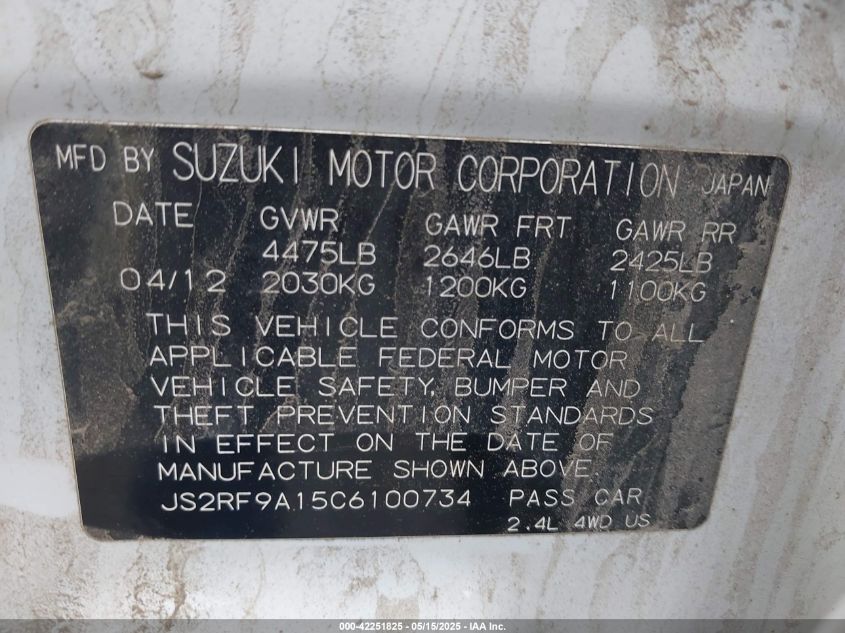 MFD BY SUZUKI MOTOR CORPORATION JAPAN
DATE GVWR GAWR FRT GAWR RR
4475LB 2646LB 2425LB
04/12 2030KG 1200KG 1100KG
THIS VEHICLE CONFORMS TO ALL
APPLICABLE FEDERAL MOTOR
VEHICLE SAFETY, BUMPER AND
THEFT PREVENTION STANDARDS
IN EFFECT ON THE DATE OF
MANUFACTURE SHOWN ABOVE.
JS2RF9A15C6100734 PASS CAR
2.4L 4WD US
000-42251825 - 05/15/2025 - IAA Inc.